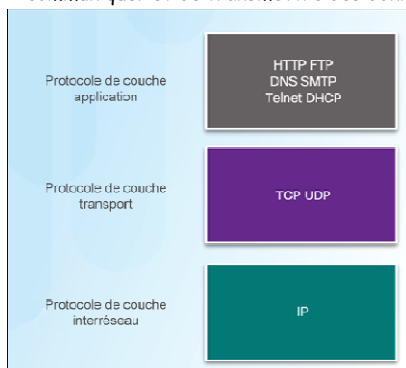 Protocole de couche
application
HTTP FTP
DNS SMTP
Telnet DHCP
Protocole de couche
transport
TCP UDP
Protocole de couche
interréseau
IP